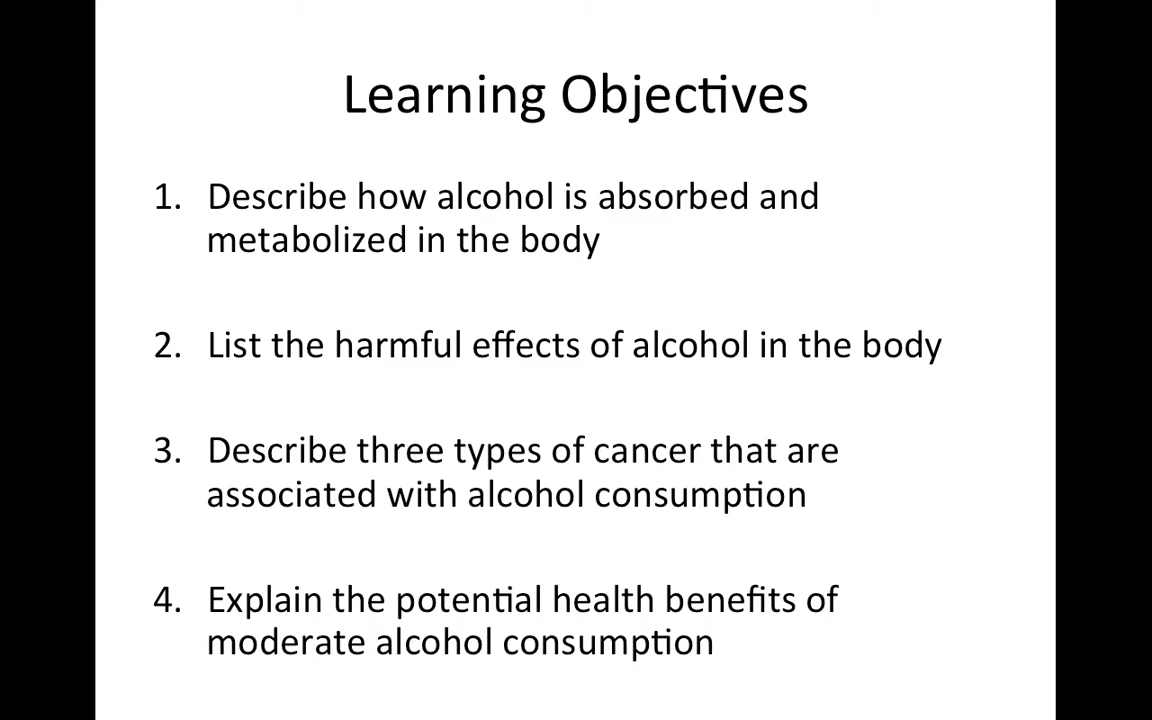 Learning Objectives
1. Describe how alcohol is absorbed and
metabolized in the body
2. List the harmful effects of alcohol in the body
3. Describe three types of cancer that are
associated with alcohol consumption
4. Explain the potential health benefits of
moderate alcohol consumption